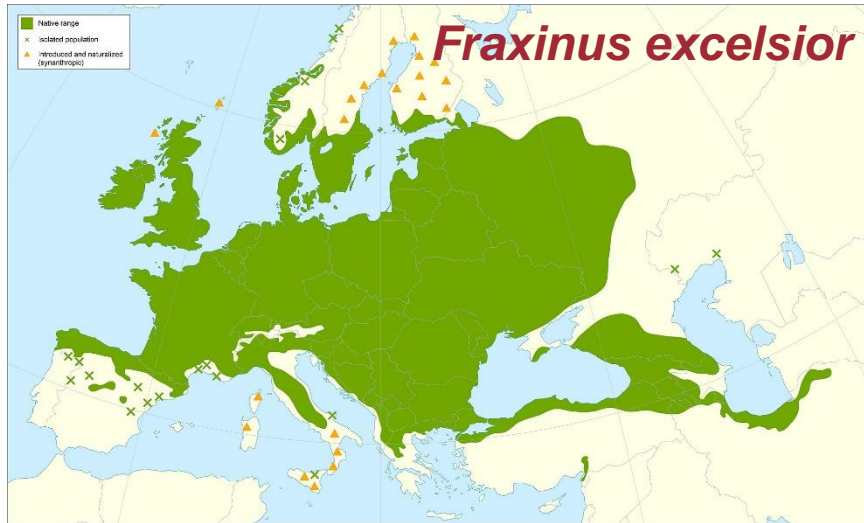 Fraxinus excelsior
Native range
Isolated population
Introduced and naturalized
(synanthropic)